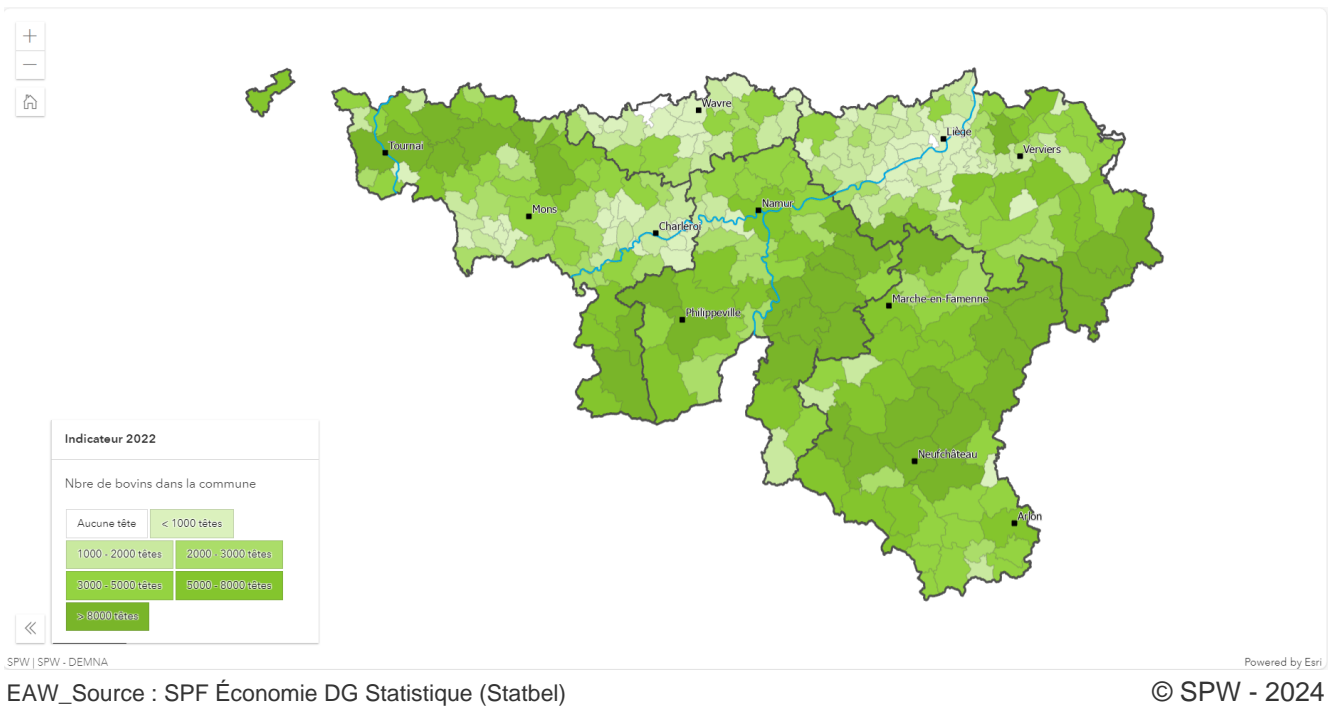 +
−
Wavre
Liège
Verviers
Tournai
Mons
Namur
Charleroi
Marche-en-Famenne
Philippeville
Neufchâteau
Arlon
Indicateur 2022
Nbre de bovins dans la commune
Aucune tête
< 1000 têtes
1000 - 2000 têtes
2000 - 3000 têtes
3000 - 5000 têtes
5000 - 8000 têtes
> 8000 têtes
SPW | SPW - DEMNA
Powered by Esri
EAW_Source : SPF Économie DG Statistique (Statbel)
© SPW - 2024